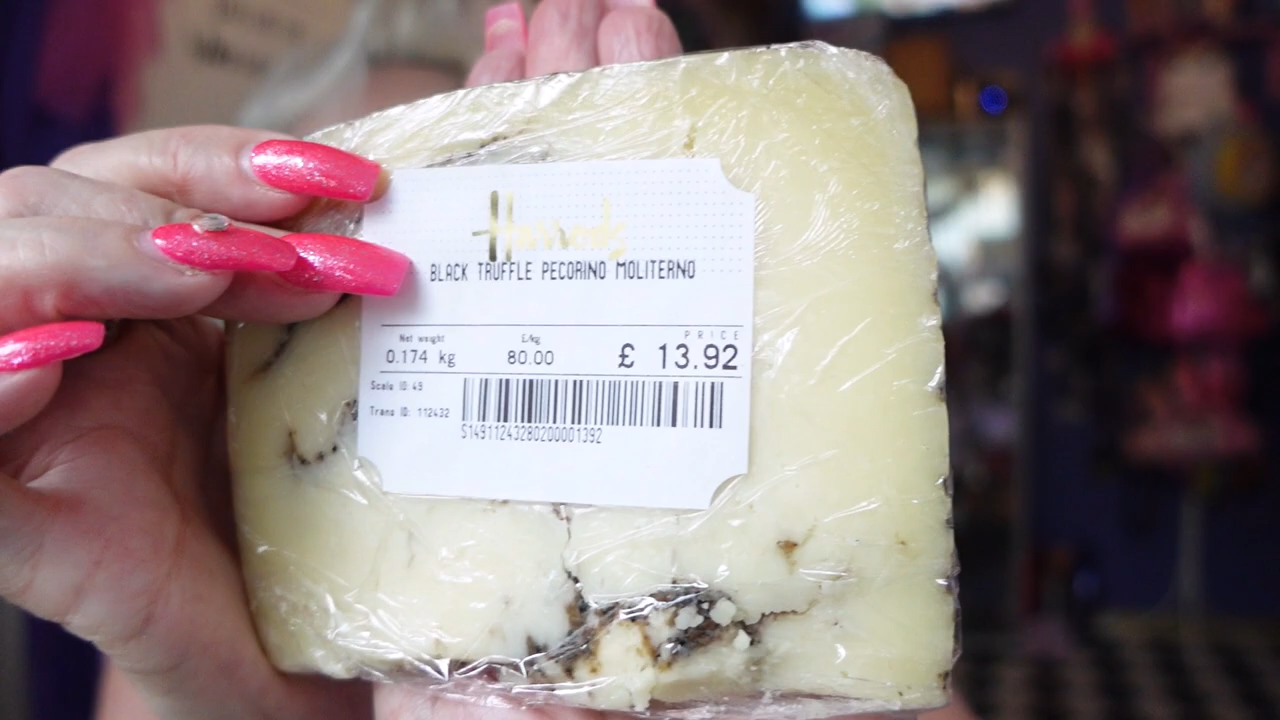 Harrods
BLACK TRUFFLE PECORINO MOLITERNO
PRICE
Net weight £/kg
0.174 kg 80.00 £ 13.92
Scale ID: 49
Trans ID: 112432
S14911243280200001392